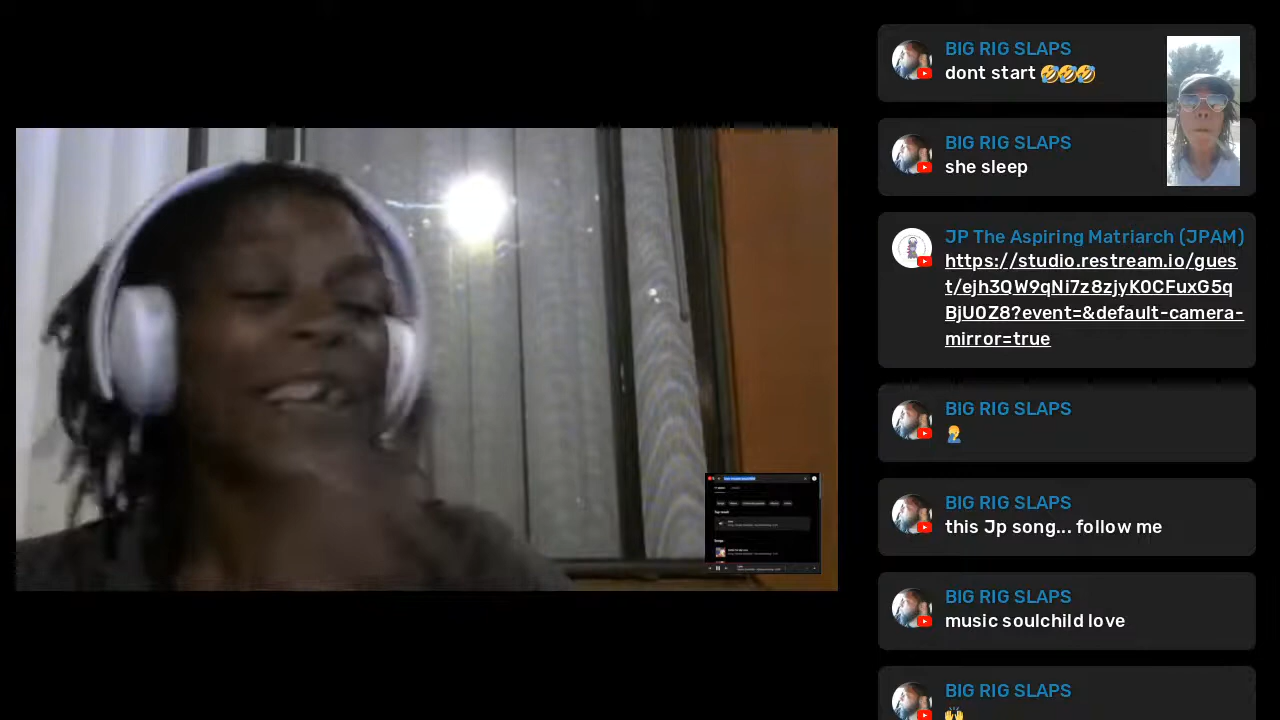 BIG RIG SLAPS
dont start 🤣🤣🤣
BIG RIG SLAPS
she sleep
JP The Aspiring Matriarch (JPAM)
https://studio.restream.io/gues
t/ejh3QW9qNi7z8zjyK0CFuxG5q
BjU0Z8?event=&default-camera-
mirror=true
BIG RIG SLAPS
🤦‍♂️
BIG RIG SLAPS
this Jp song... follow me
BIG RIG SLAPS
music soulchild love
BIG RIG SLAPS
🙌